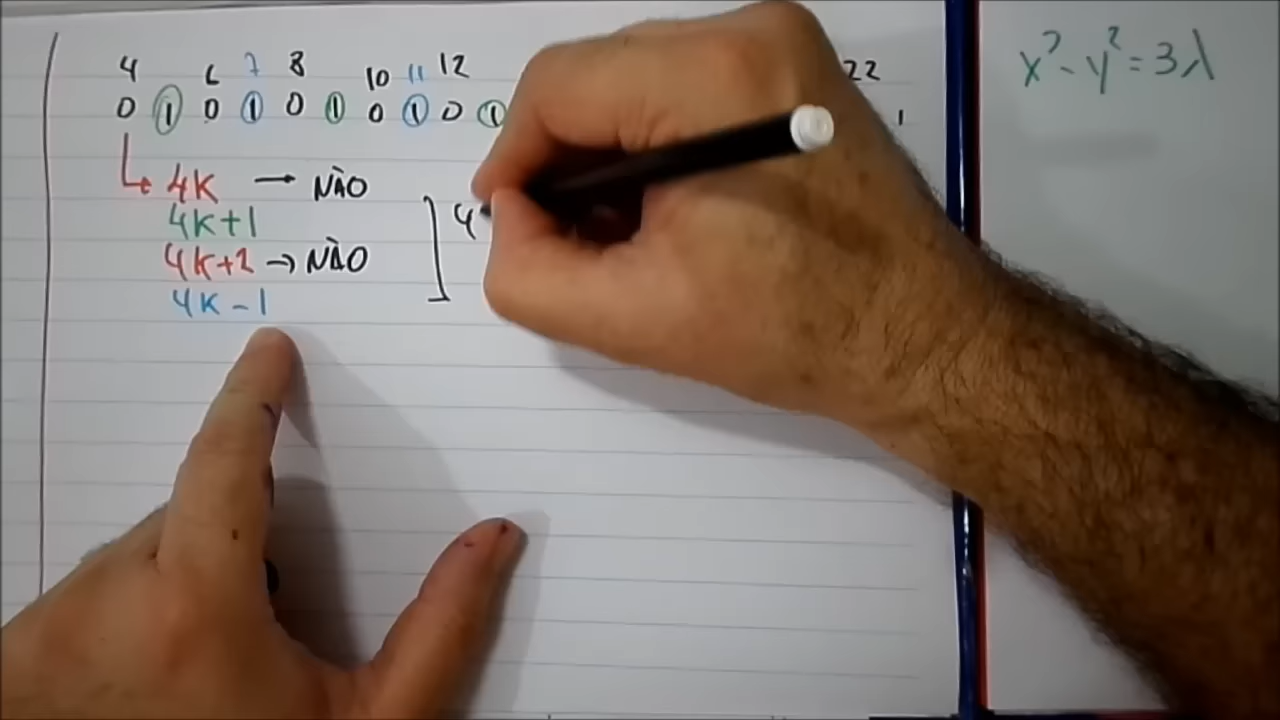 4 6 7 8 10 11 12 22
0 1 0 1 0 1 0 1 0 1 1
4K → NÃO
4K+1
4K+2 → NÃO
4K-1
4
x² - y² = 3λ